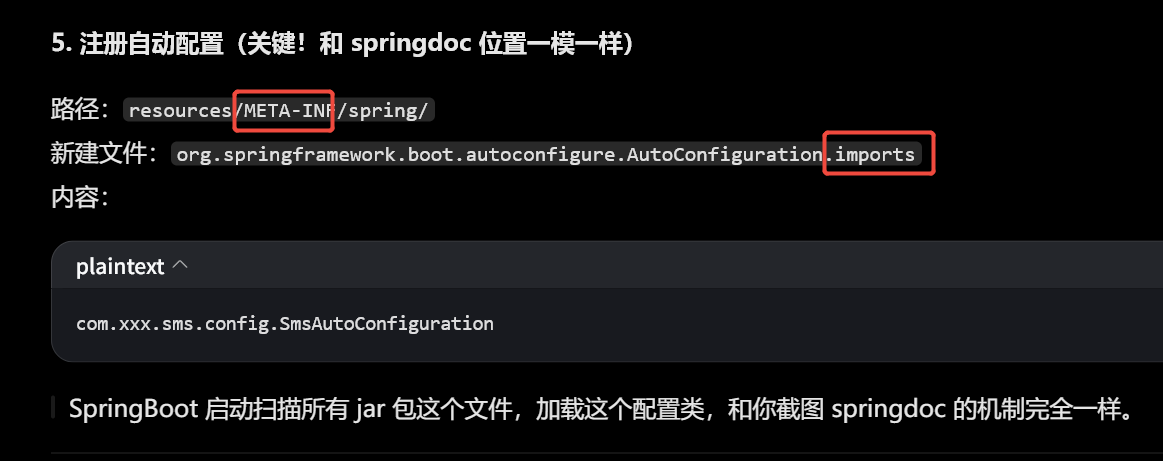 5. 注册自动配置（关键！和 springdoc 位置一模一样）
路径：resources/META-INF/spring/
新建文件：org.springframework.boot.autoconfigure.AutoConfiguration.imports
内容：
plaintext
com.xxx.sms.config.SmsAutoConfiguration
SpringBoot 启动扫描所有 jar 包这个文件，加载这个配置类，和你截图 springdoc 的机制完全一样。